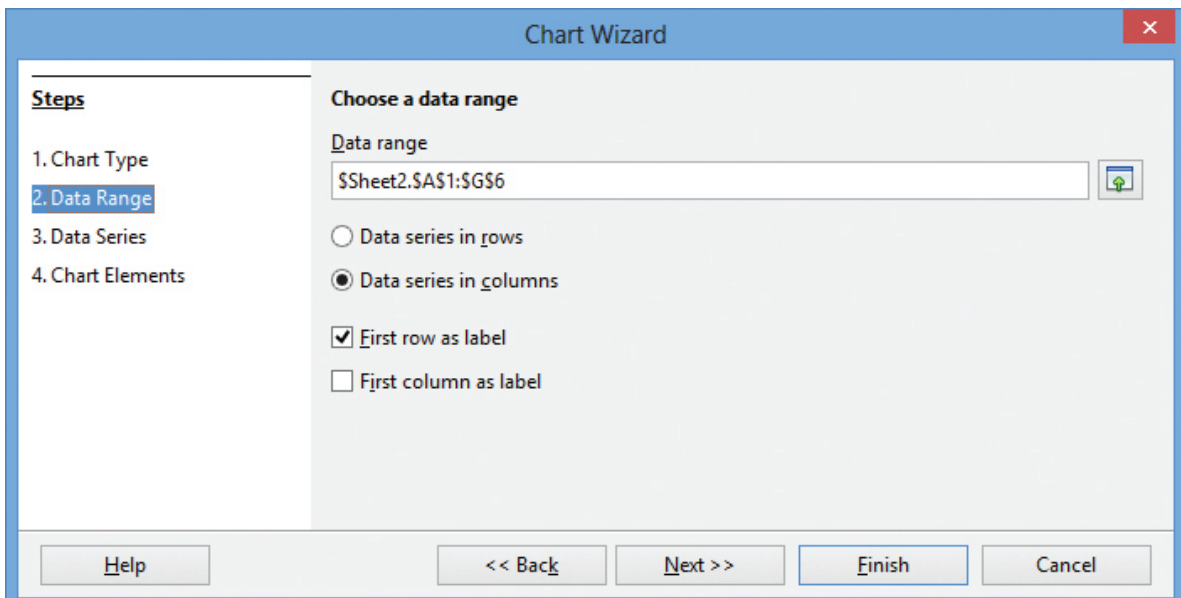 Chart Wizard
Steps
1. Chart Type
2. Data Range
3. Data Series
4. Chart Elements
Choose a data range
Data range
$Sheet2.$A$1:$G$6
Data series in rows
Data series in columns
First row as label
First column as label
Help
<< Back
Next >>
Finish
Cancel